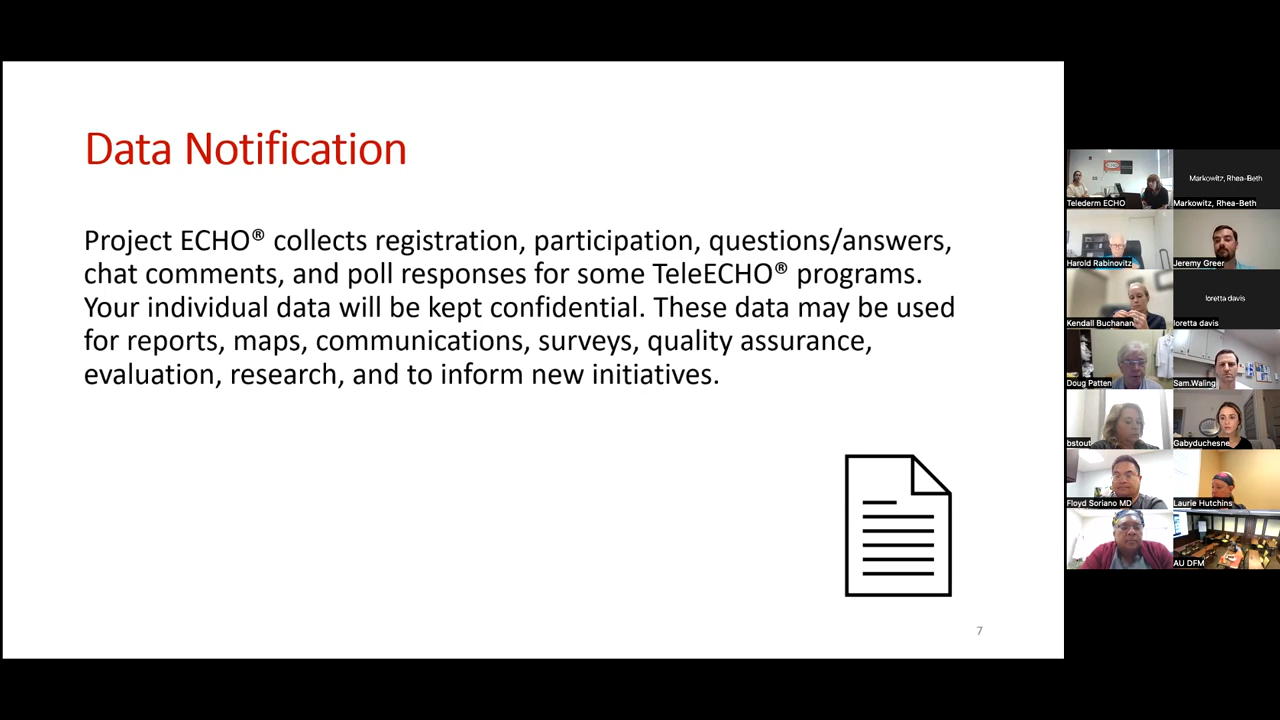 Data Notification
Project ECHO® collects registration, participation, questions/answers,
chat comments, and poll responses for some TeleECHO® programs.
Your individual data will be kept confidential. These data may be used
for reports, maps, communications, surveys, quality assurance,
evaluation, research, and to inform new initiatives.
7
Telederm ECHO
Markowitz, Rhea-Beth
Markowitz, Rhea-Beth
Harold Rabinovitz
Jeremy Greer
Kendall Buchanan
loretta davis
loretta davis
Doug Patten
Sam.Waling
bstout
Gabyduchesne
Floyd Soriano MD
Laurie Hutchins
AU DFM